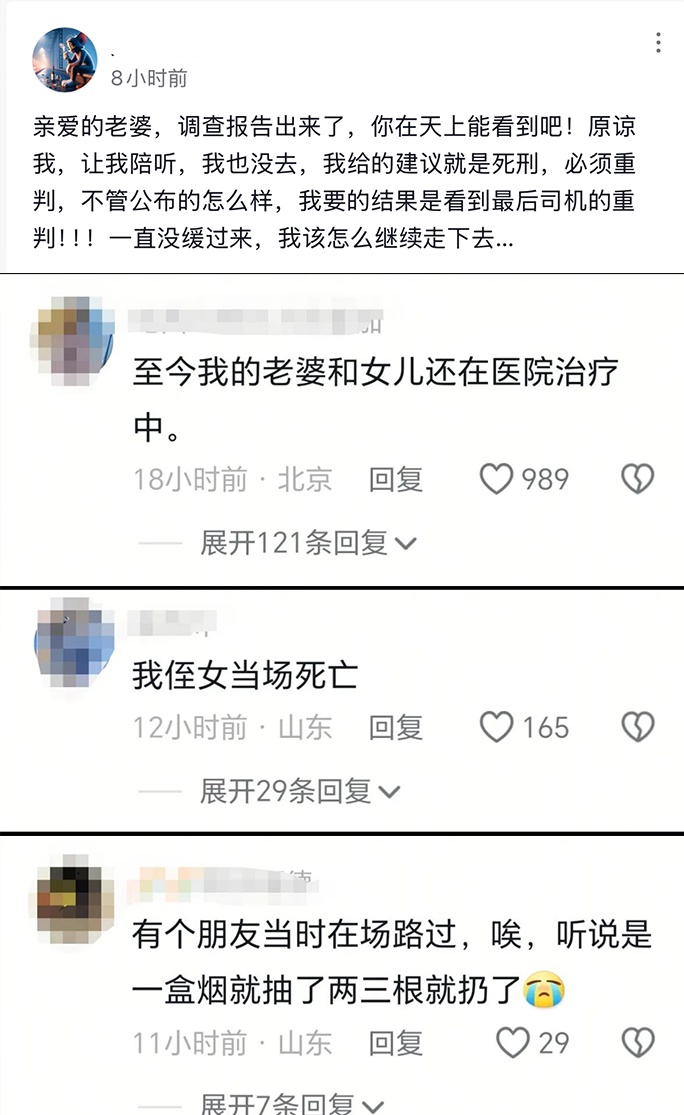 .
8小时前
亲爱的老婆，调查报告出来了，你在天上能看到吧！原谅
我，让我陪听，我也没去，我给的建议就是死刑，必须重
判，不管公布的怎么样，我要的结果是看到最后司机的重
判!!! 一直没缓过来，我该怎么继续走下去...
至今我的老婆和女儿还在医院治疗
中。
18小时前 · 北京 回复 989
展开121条回复
我侄女当场死亡
12小时前 · 山东 回复 165
展开29条回复
有个朋友当时在场路过，唉，听说是
一盒烟就抽了两三根就扔了😭
11小时前 · 山东 回复 29
展开7条回复